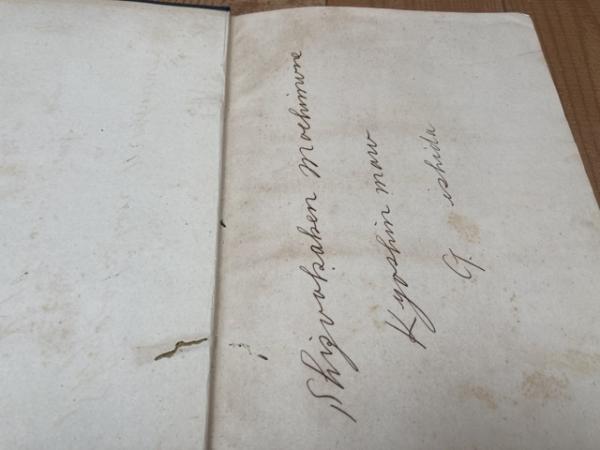 Shizuokaken Mochimune
Kyoshin maru
G. ishida